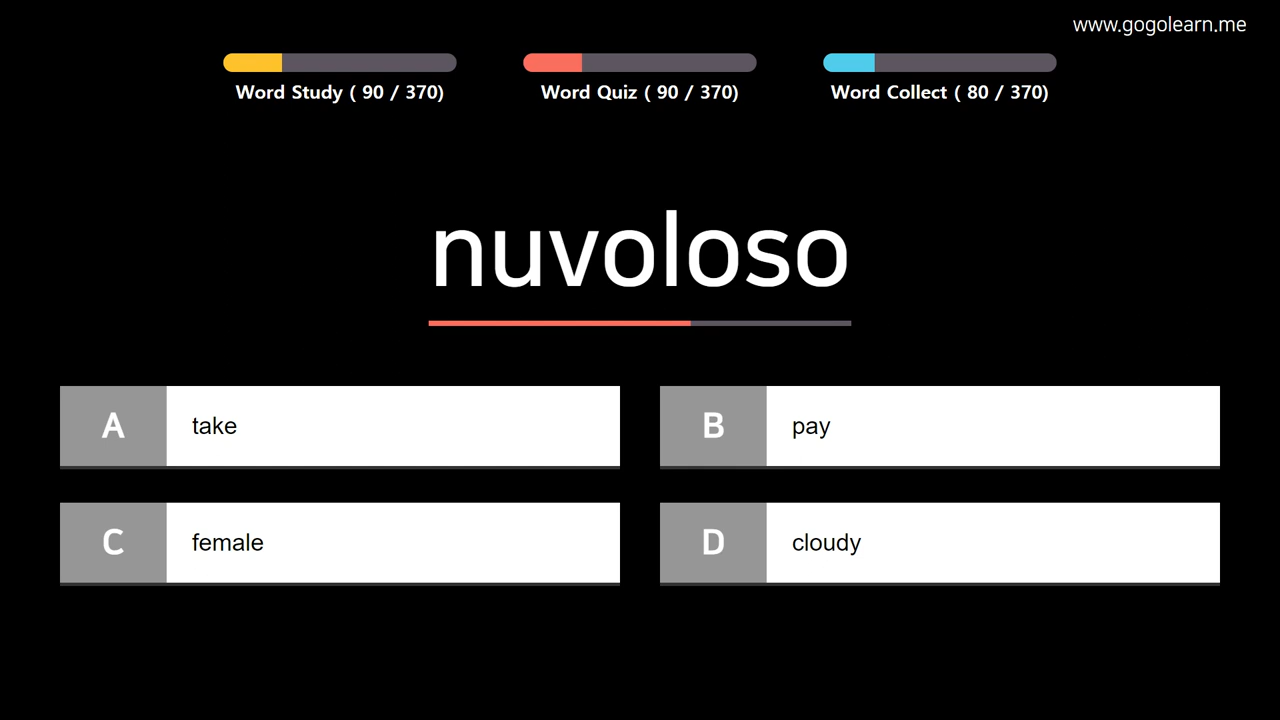 www.gogolearn.me
Word Study ( 90 / 370)
Word Quiz ( 90 / 370)
Word Collect ( 80 / 370)
nuvoloso
A take
B pay
C female
D cloudy